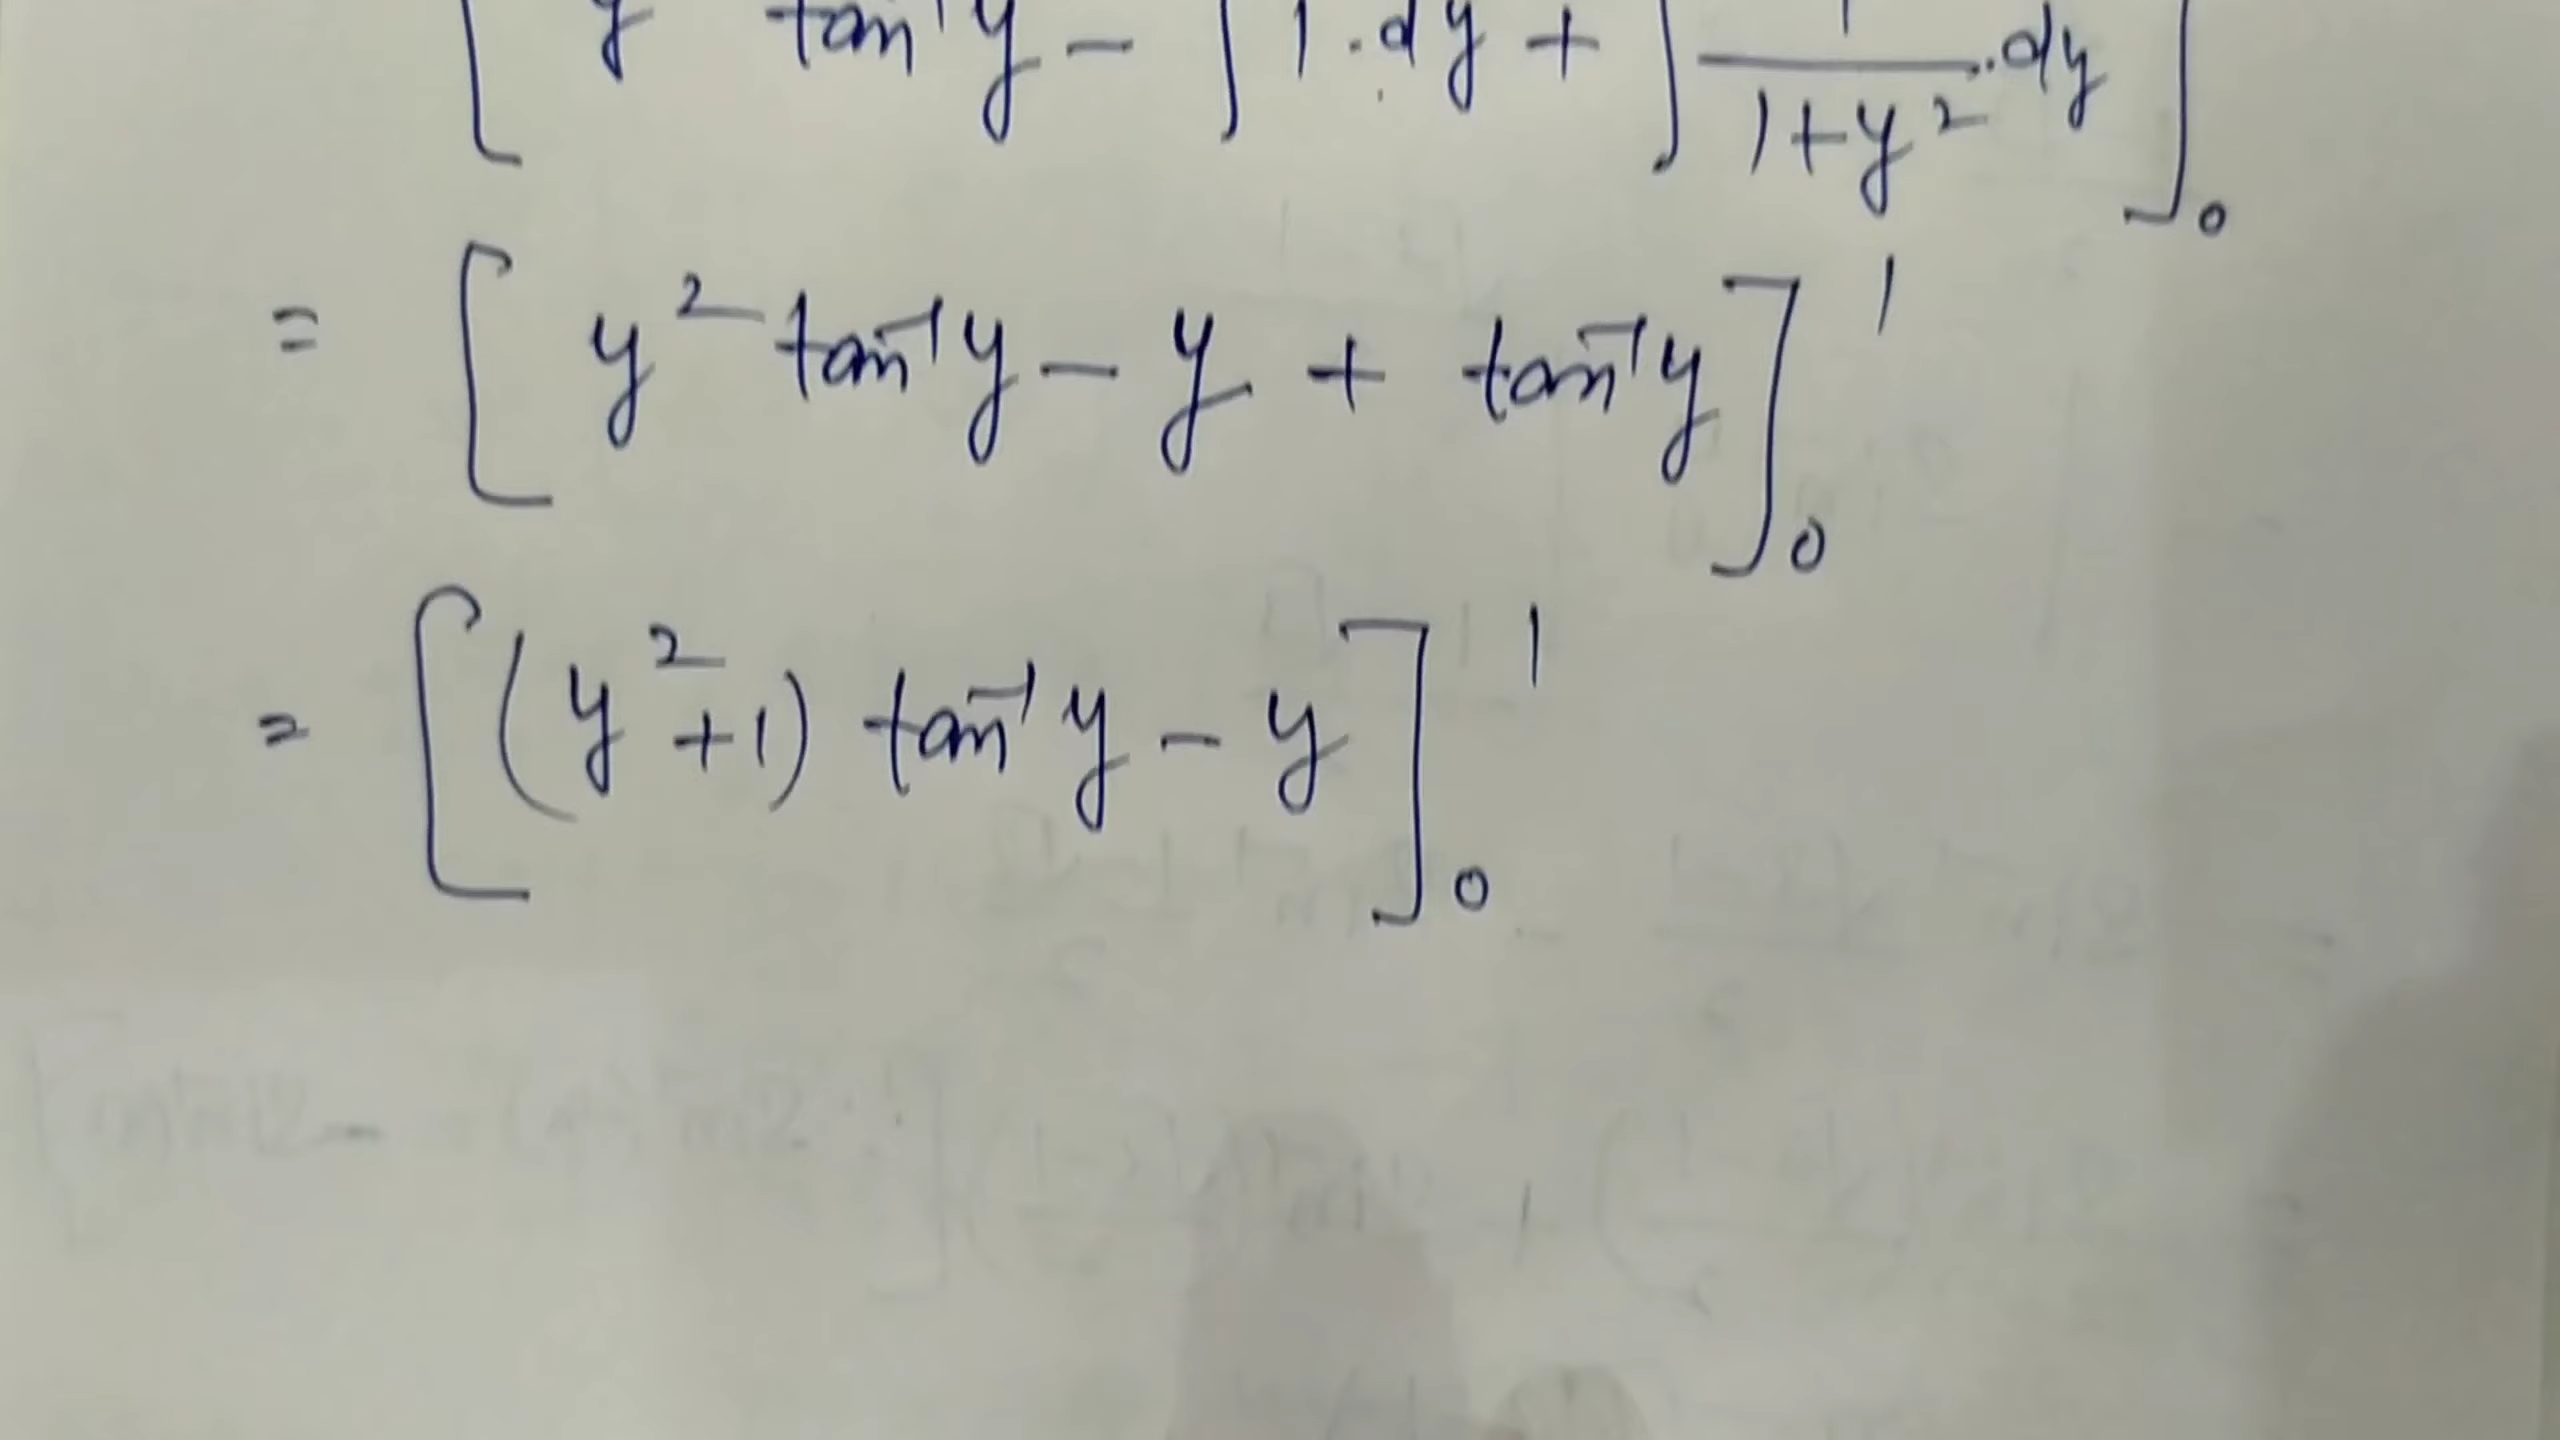 [y tan⁻¹y - ∫1.dy + ∫1/(1+y²).dy]₀
= [y² tan⁻¹y - y + tan⁻¹y]₀¹
= [(y²+1) tan⁻¹y - y]₀¹